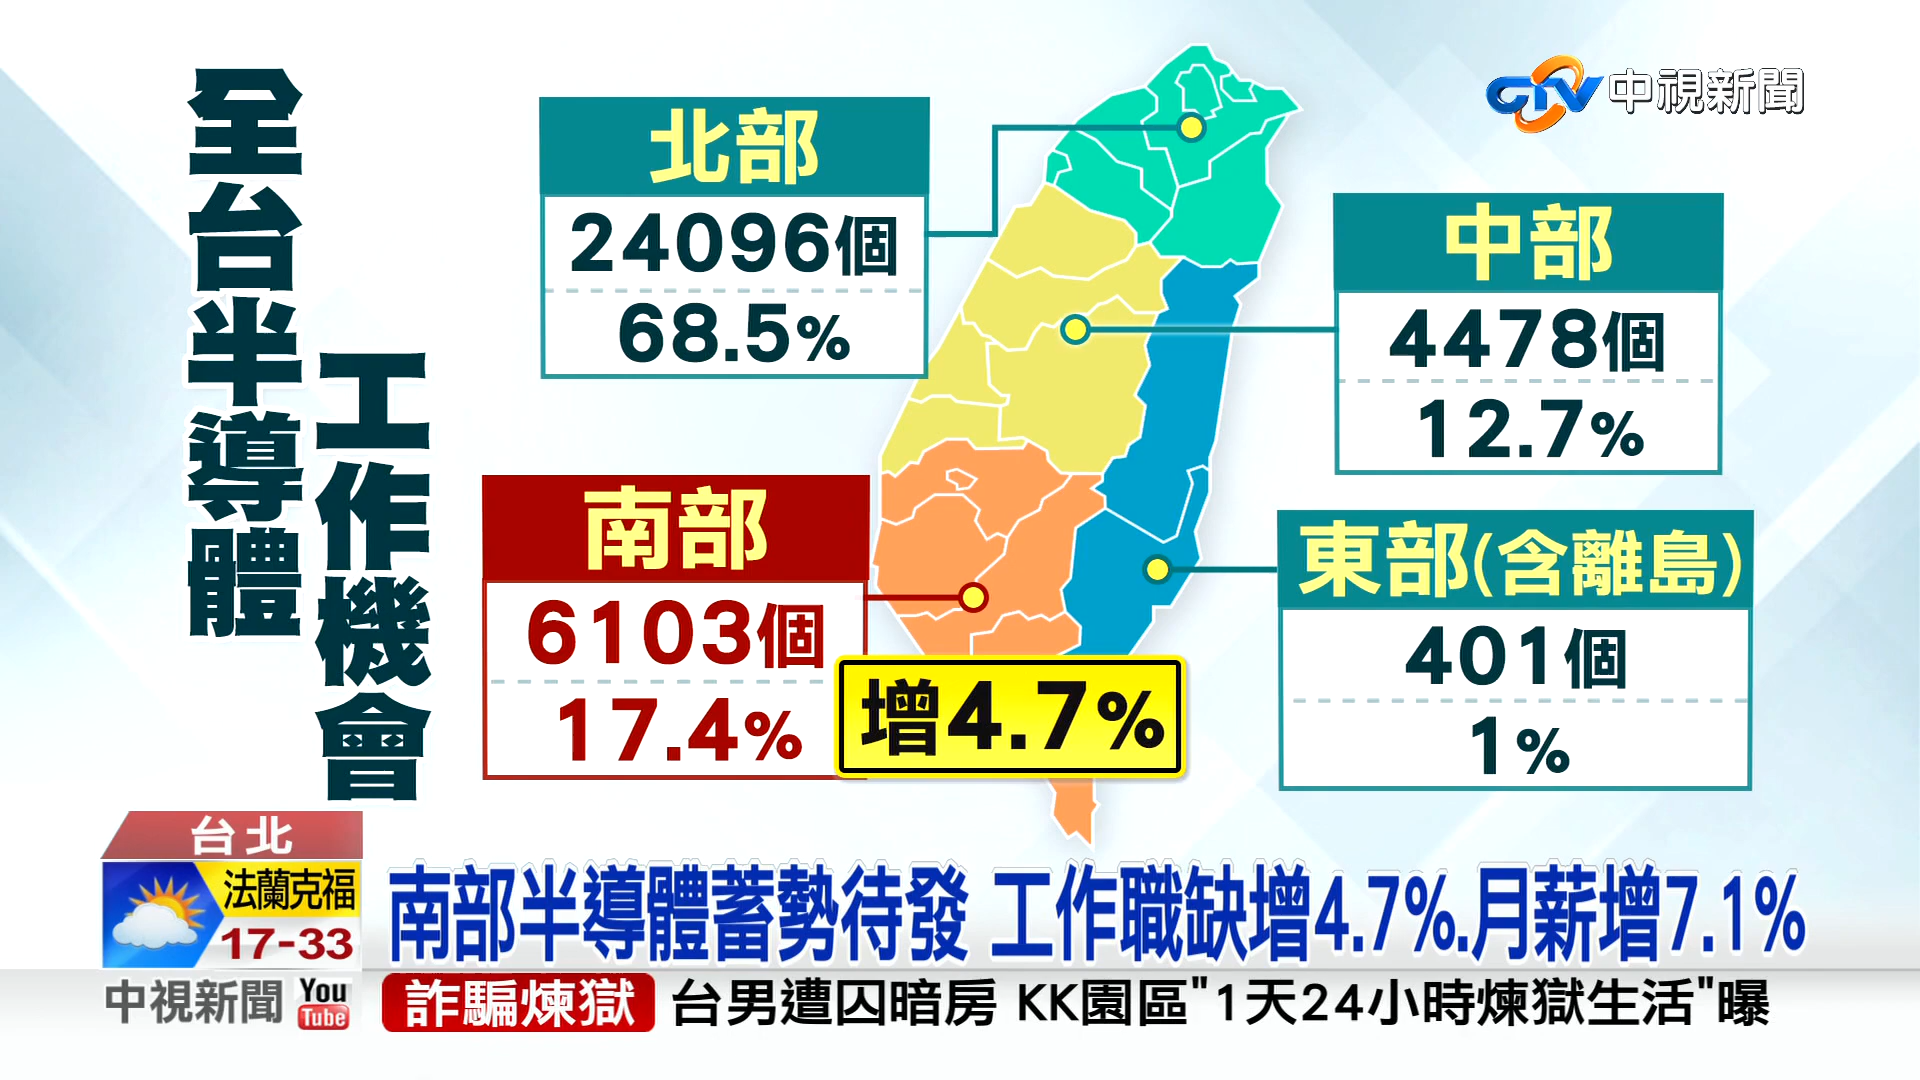 全台半導體
工作機會
北部
24096個
68.5%
CTV中視新聞
中部
4478個
12.7%
南部
6103個
17.4%
增4.7%
東部(含離島)
401個
1%
台北
法蘭克福
17-33
南部半導體蓄勢待發 工作職缺增4.7%.月薪增7.1%
中視新聞 You Tube
詐騙煉獄 台男遭囚暗房 KK園區"1天24小時煉獄生活"曝